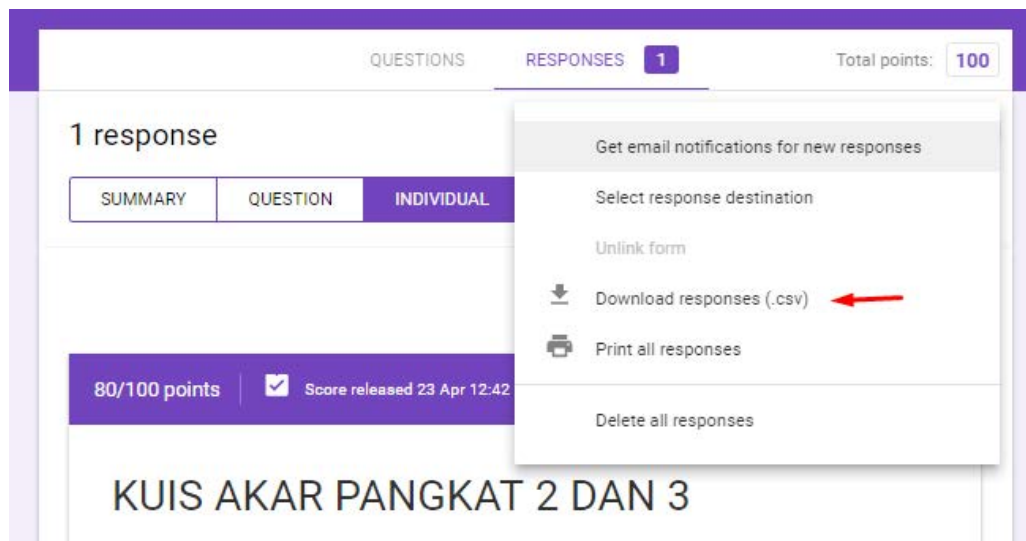 QUESTIONS RESPONSES 1 Total points: 100
1 response
SUMMARY QUESTION INDIVIDUAL
Get email notifications for new responses
Select response destination
Unlink form
Download responses (.csv)
Print all responses
Delete all responses
80/100 points Score released 23 Apr 12:42
KUIS AKAR PANGKAT 2 DAN 3